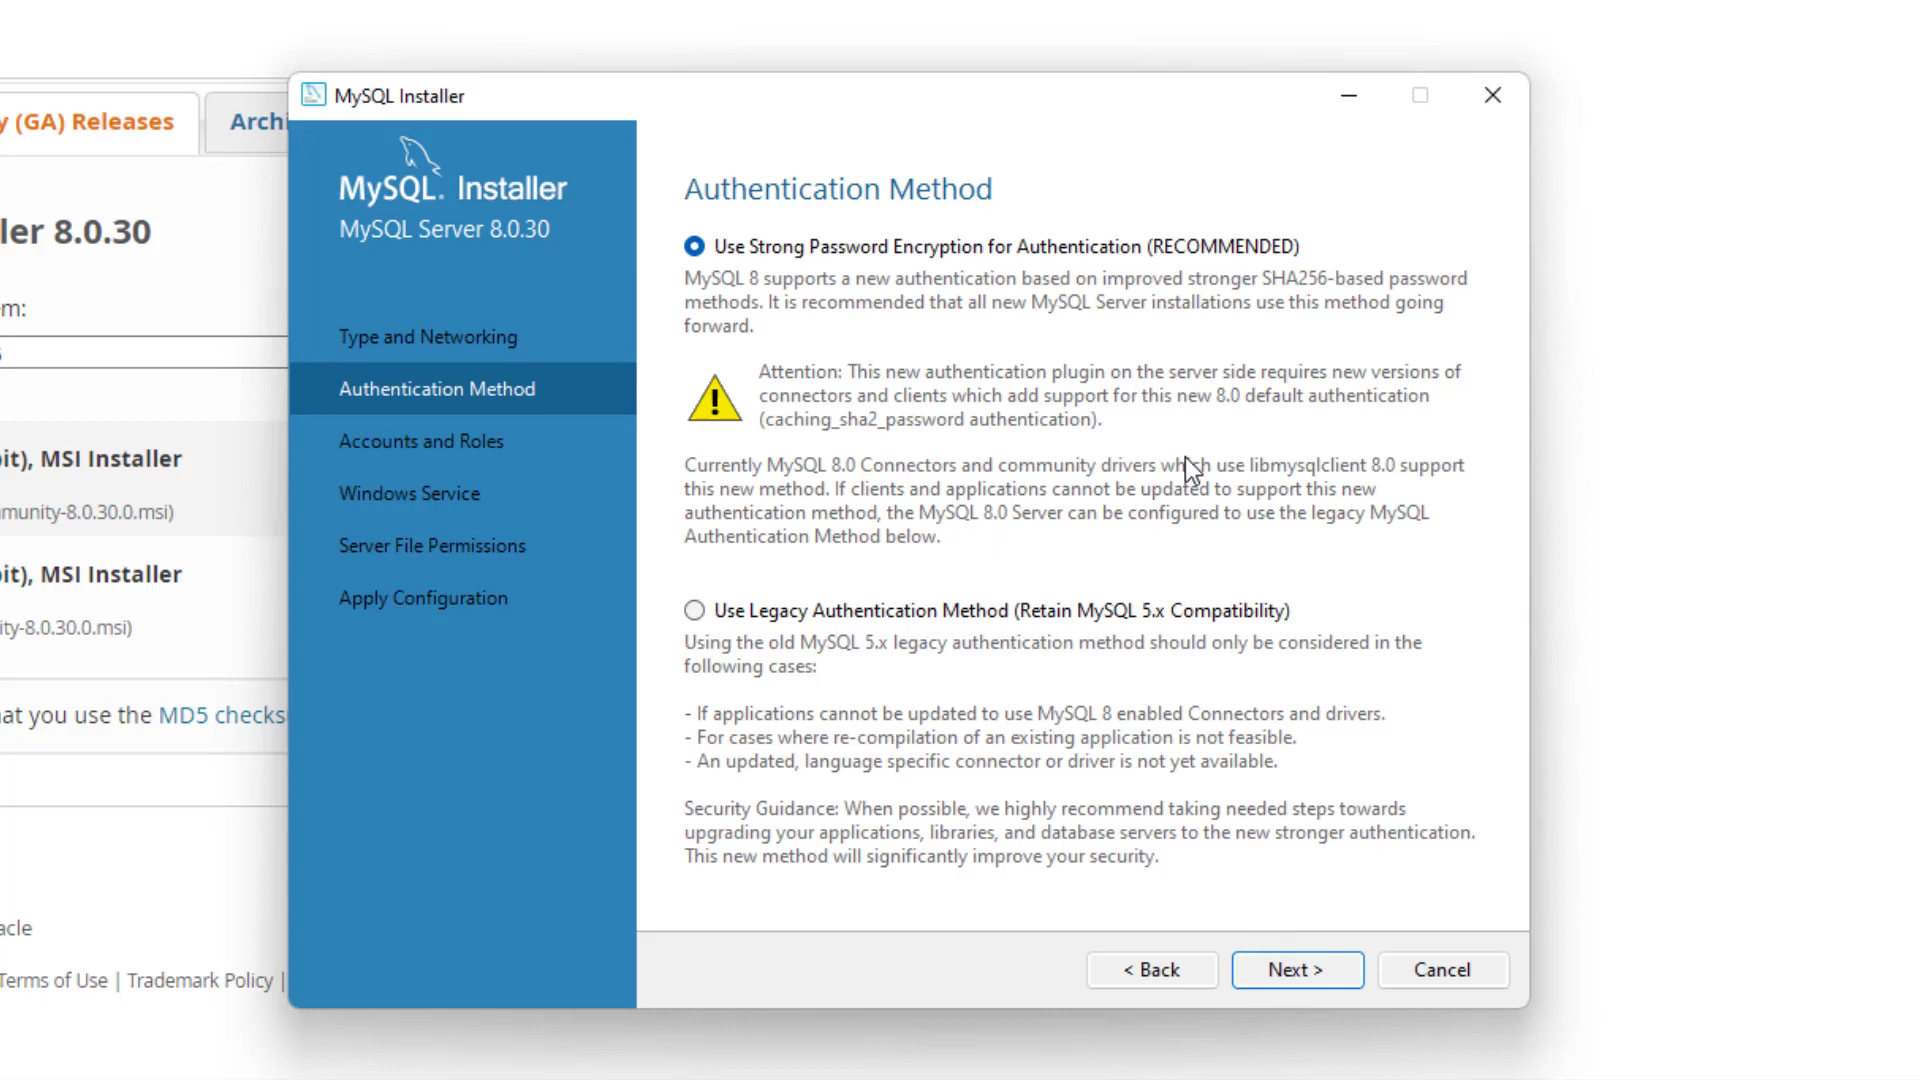 y (GA) Releases
Archi
ler 8.0.30
em:
it), MSI Installer
munity-8.0.30.0.msi)
it), MSI Installer
ity-8.0.30.0.msi)
at you use the MD5 checks
acle
Terms of Use | Trademark Policy |
MySQL Installer
MySQL. Installer
MySQL Server 8.0.30
Type and Networking
Authentication Method
Accounts and Roles
Windows Service
Server File Permissions
Apply Configuration
Authentication Method
Use Strong Password Encryption for Authentication (RECOMMENDED)
MySQL 8 supports a new authentication based on improved stronger SHA256-based password
methods. It is recommended that all new MySQL Server installations use this method going
forward.
Attention: This new authentication plugin on the server side requires new versions of
connectors and clients which add support for this new 8.0 default authentication
(caching_sha2_password authentication).
Currently MySQL 8.0 Connectors and community drivers which use libmysqlclient 8.0 support
this new method. If clients and applications cannot be updated to support this new
authentication method, the MySQL 8.0 Server can be configured to use the legacy MySQL
Authentication Method below.
Use Legacy Authentication Method (Retain MySQL 5.x Compatibility)
Using the old MySQL 5.x legacy authentication method should only be considered in the
following cases:
- If applications cannot be updated to use MySQL 8 enabled Connectors and drivers.
- For cases where re-compilation of an existing application is not feasible.
- An updated, language specific connector or driver is not yet available.
Security Guidance: When possible, we highly recommend taking needed steps towards
upgrading your applications, libraries, and database servers to the new stronger authentication.
This new method will significantly improve your security.
< Back
Next >
Cancel